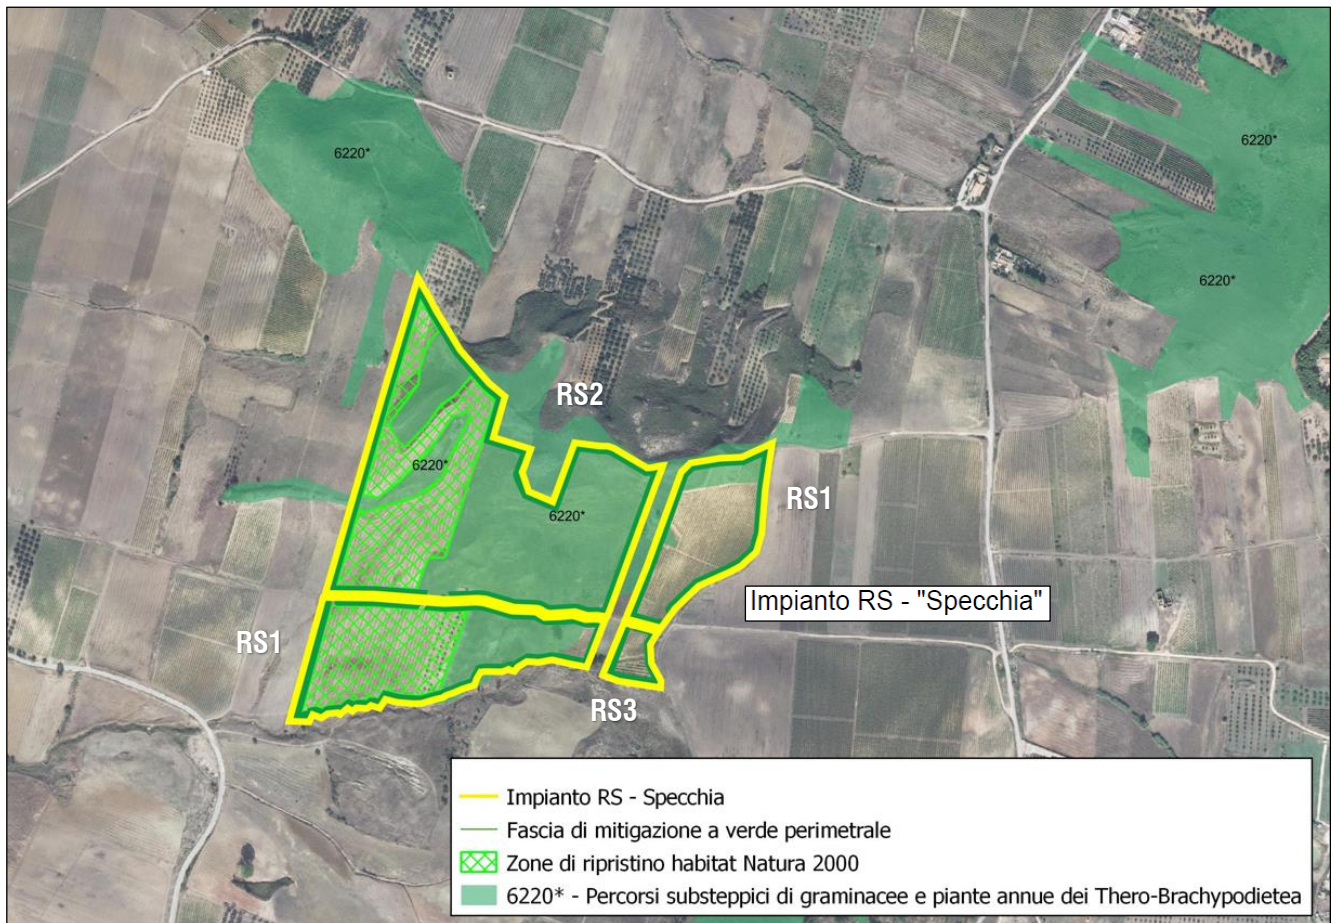 6220*
6220*
6220*
RS2
6220*
RS1
6220*
Impianto RS - "Specchia"
RS1
RS3
Impianto RS - Specchia
Fascia di mitigazione a verde perimetrale
Zone di ripristino habitat Natura 2000
6220* - Percorsi substeppici di graminacee e piante annue dei Thero-Brachypodietea